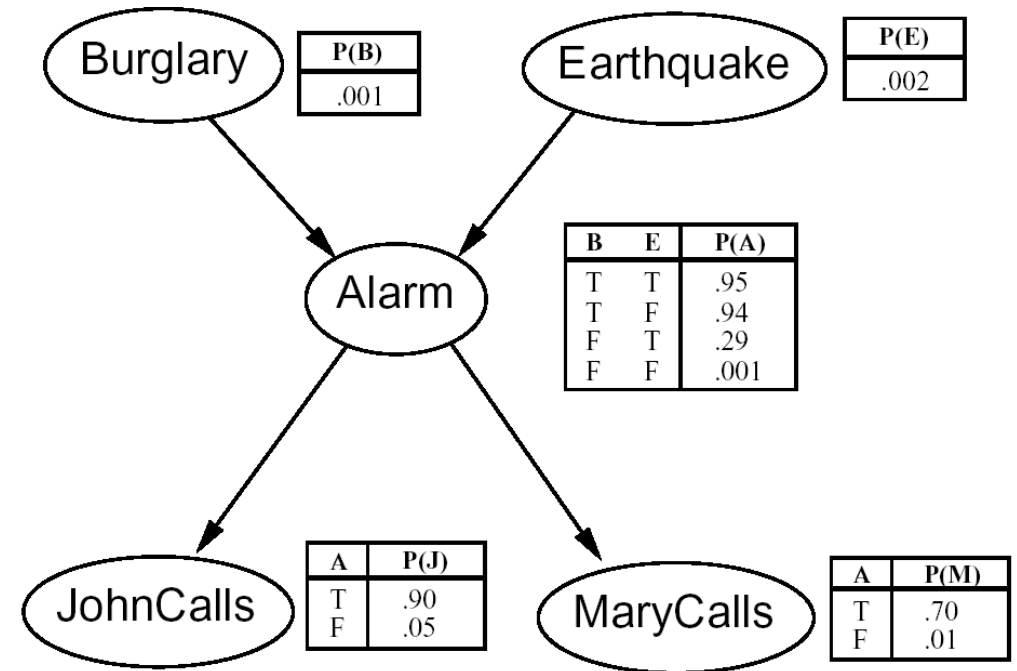 Burglary
P(B)
.001
Earthquake
P(E)
.002
Alarm
B E P(A)
T T .95
T F .94
F T .29
F F .001
JohnCalls
A P(J)
T .90
F .05
MaryCalls
A P(M)
T .70
F .01